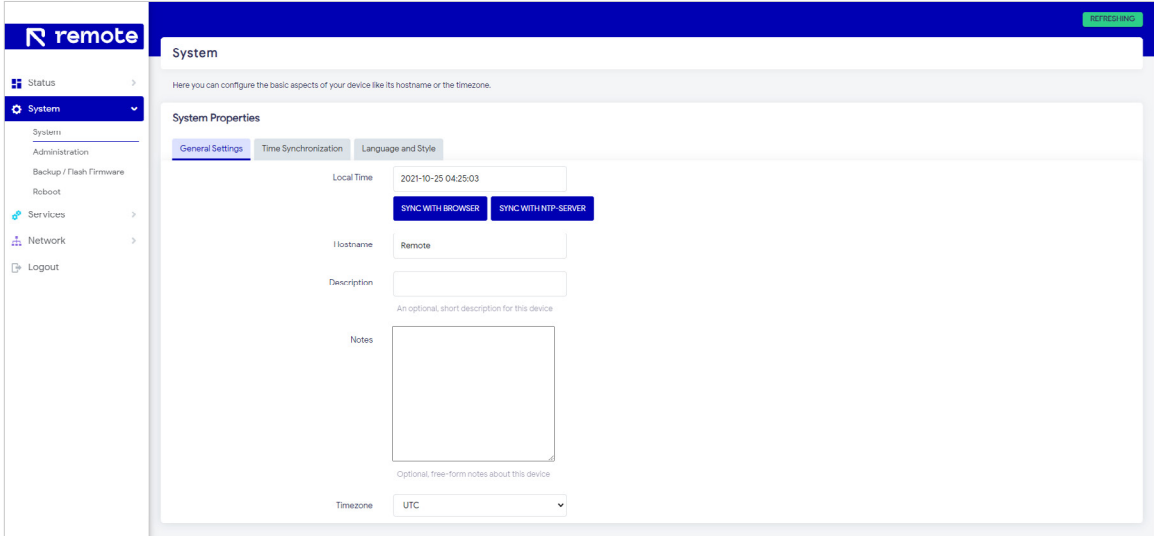 REFRESHING
remote
System
Here you can configure the basic aspects of your device like its hostname or the timezone.
Status
System
System
Administration
Backup / Flash Firmware
Reboot
Services
Network
Logout
System Properties
General Settings
Time Synchronization
Language and Style
Local Time
2021-10-25 04:25:03
SYNC WITH BROWSER
SYNC WITH NTP-SERVER
Hostname
Remote
Description
An optional, short description for this device
Notes
Optional, free-form notes about this device
Timezone
UTC